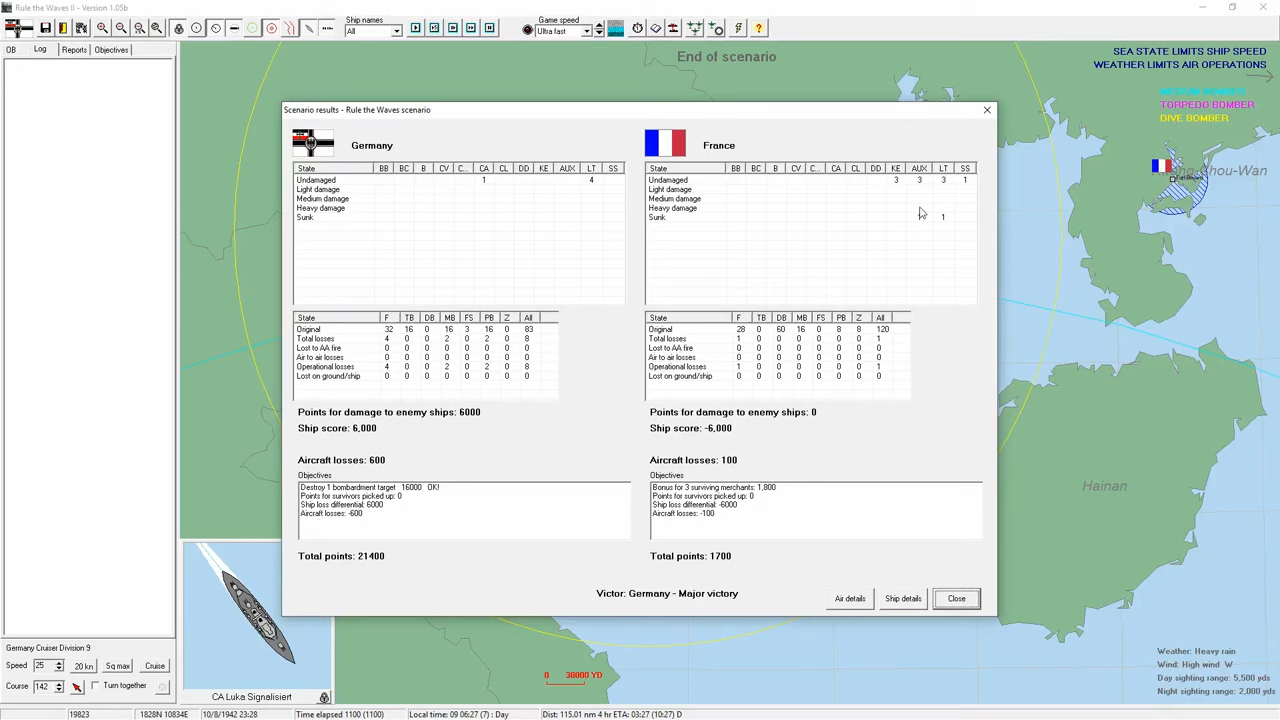 Rule the Waves II - Version 1.05b
Ship names
All
Game speed
Ultra fast
OB Log Reports Objectives
End of scenario
SEA STATE LIMITS SHIP SPEED
WEATHER LIMITS AIR OPERATIONS
TORPEDO BOMBER
DIVE BOMBER
Scenario results - Rule the Waves scenario
Germany
State BB BC B CV C... CA CL DD KE AUX LT SS
Undamaged 1 4
Light damage
Medium damage
Heavy damage
Sunk
State F TB DB MB FS PB Z All
Original 32 16 0 16 3 16 0 83
Total losses 4 0 0 2 0 2 0 8
Lost to AA fire 0 0 0 0 0 0 0 0
Air to air losses 0 0 0 0 0 0 0 0
Operational losses 4 0 0 2 0 2 0 8
Lost on ground/ship 0 0 0 0 0 0 0 0
Points for damage to enemy ships: 6000
Ship score: 6,000
Aircraft losses: 600
Objectives
Destroy 1 bombardment target 16000 OK!
Points for survivors picked up: 0
Ship loss differential: 6000
Aircraft losses: -600
Total points: 21400
France
State BB BC B CV C... CA CL DD KE AUX LT SS
Undamaged 3 3 3 1
Light damage
Medium damage
Heavy damage
Sunk 1
State F TB DB MB FS PB Z All
Original 28 0 60 16 0 8 8 120
Total losses 1 0 0 0 0 0 0 1
Lost to AA fire 0 0 0 0 0 0 0 0
Air to air losses 0 0 0 0 0 0 0 0
Operational losses 1 0 0 0 0 0 0 1
Lost on ground/ship 0 0 0 0 0 0 0 0
Points for damage to enemy ships: 0
Ship score: -6,000
Aircraft losses: 100
Objectives
Bonus for 3 surviving merchants: 1,800
Points for survivors picked up: 0
Ship loss differential: -6000
Aircraft losses: -100
Total points: 1700
Victor: Germany - Major victory
Air details Ship details Close
-Chou-Wan
Hainan
Germany Cruiser Division 9
Speed 25 20 kn Sq max Cruise
Course 142 Turn together
CA Luka Signalisiert
0 30000 YD
Weather: Heavy rain
Wind: High wind W
Day sighting range: 5,500 yds
Night sighting range: 2,000 yds
19823 1828N 10834E 10/8/1942 23:28 Time elapsed 1100 (1100) Local time: 09 06:27 (7) : Day Dist: 115.01 nm 4 hr ETA: 03:27 (10:27) D